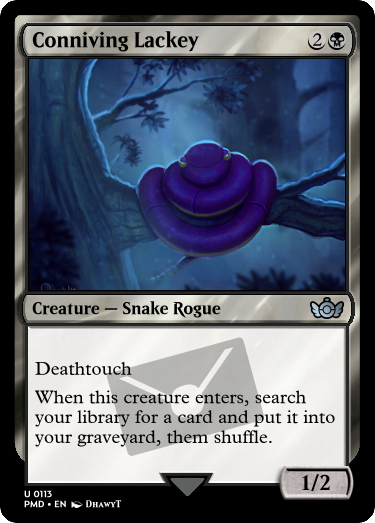 Conniving Lackey 2
Creature — Snake Rogue
Deathtouch
When this creature enters, search
your library for a card and put it into
your graveyard, them shuffle.
1/2
U 0113
PMD • EN DhawyT